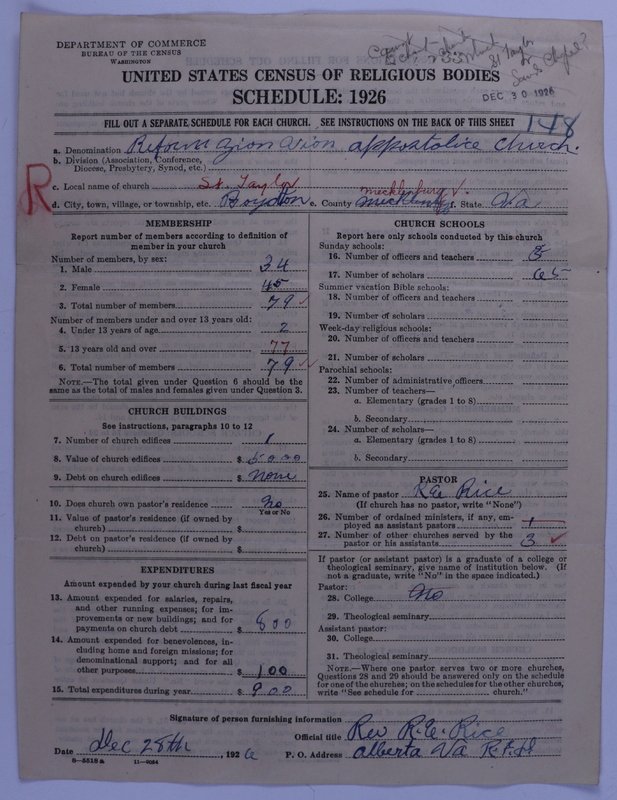 DEPARTMENT OF COMMERCE
BUREAU OF THE CENSUS
WASHINGTON
St Taylor
UNITED STATES CENSUS OF RELIGIOUS BODIES
SCHEDULE: 1926
DEC 30 1926
FILL OUT A SEPARATE SCHEDULE FOR EACH CHURCH. SEE INSTRUCTIONS ON THE BACK OF THIS SHEET
148
a. Denomination Reform Zion Union appostolice church.
b. Division (Association, Conference, Diocese, Presbytery, Synod, etc.)
R
c. Local name of church St. Taylor
d. City, town, village, or township, etc. Boydton e. County Mecklenburg V. f. State Va
MEMBERSHIP
Report number of members according to definition of member in your church
Number of members, by sex:
1. Male 34
2. Female 45
3. Total number of members 79 ✓
Number of members under and over 13 years old:
4. Under 13 years of age 2
5. 13 years old and over 77
6. Total number of members 79 ✓
NOTE.—The total given under Question 6 should be the same as the total of males and females given under Question 3.
CHURCH BUILDINGS
See instructions, paragraphs 10 to 12
7. Number of church edifices 1
8. Value of church edifices $ 5000
9. Debt on church edifices $ None
10. Does church own pastor's residence No
Yes or No
11. Value of pastor's residence (if owned by church) $
12. Debt on pastor's residence (if owned by church) $
EXPENDITURES
Amount expended by your church during last fiscal year
13. Amount expended for salaries, repairs, and other running expenses; for improvements or new buildings; and for payments on church debt $ 800
14. Amount expended for benevolences, including home and foreign missions; for denominational support; and for all other purposes $ 100
15. Total expenditures during year $ 900
CHURCH SCHOOLS
Report here only schools conducted by this church
Sunday schools:
16. Number of officers and teachers 5
17. Number of scholars 65
Summer vacation Bible schools:
18. Number of officers and teachers
19. Number of scholars
Week-day religious schools:
20. Number of officers and teachers
21. Number of scholars
Parochial schools:
22. Number of administrative officers
23. Number of teachers—
a. Elementary (grades 1 to 8)
b. Secondary
24. Number of scholars—
a. Elementary (grades 1 to 8)
b. Secondary
PASTOR
25. Name of pastor R.E. Rice
(If church has no pastor, write "None")
26. Number of ordained ministers, if any, employed as assistant pastors 1
27. Number of other churches served by the pastor or his assistants 3 ✓
If pastor (or assistant pastor) is a graduate of a college or theological seminary, give name of institution below. (If not a graduate, write "No" in the space indicated.)
Pastor:
28. College No
29. Theological seminary
Assistant pastor:
30. College
31. Theological seminary
NOTE.—Where one pastor serves two or more churches, Questions 28 and 29 should be answered only on the schedule for one of the churches; on the schedules for the other churches, write "See schedule for church."
Signature of person furnishing information
Official title Rev R.E. Rice
Date Dec 28th, 1926 P. O. Address Alberta Va
8—5518 a 11—9054